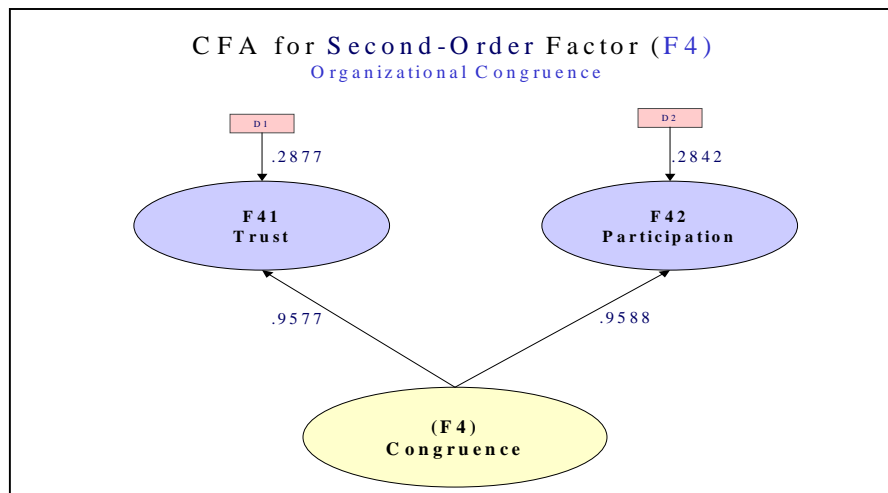 CFA for Second-Order Factor (F4)
Organizational Congruence
D1
D2
.2877
.2842
F41
Trust
F42
Participation
.9577
.9588
(F4)
Congruence